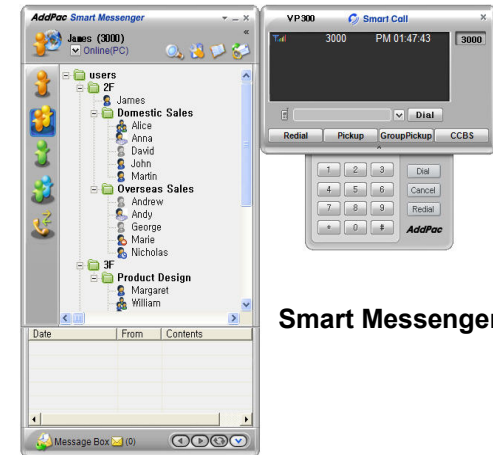 AddPac Smart Messenger
James (3000)
Online(PC)
users
2F
James
Domestic Sales
Alice
Anna
David
John
Martin
Overseas Sales
Andrew
Andy
George
Marie
Nicholas
3F
Product Design
Margaret
William
Date From Contents
Message Box (0)
VP300 Smart Call
3000 PM 01:47:43 3000
Dial
Redial Pickup GroupPickup CCBS
1 2 3 Dial
4 5 6 Cancel
7 8 9 Redial
* 0 # AddPac
Smart Messenger